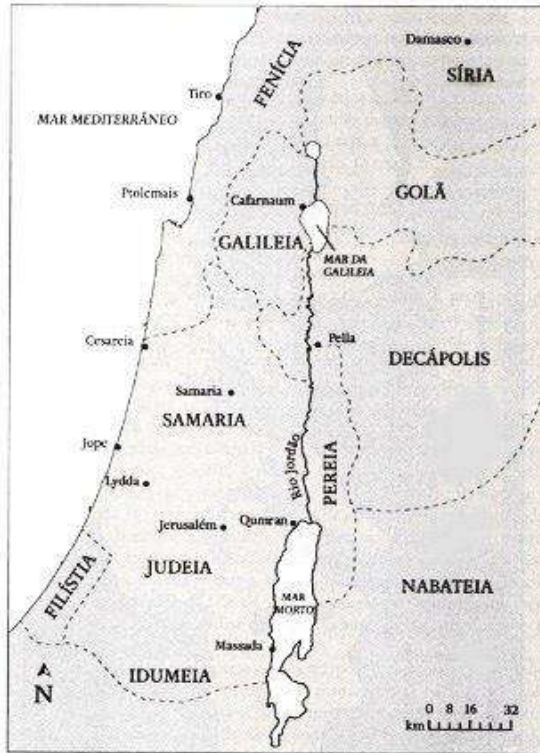 Damasco
SÍRIA
FENÍCIA
Tiro
MAR MEDITERRÂNEO
Ptolemais
GOLÃ
Cafarnaum
GALILEIA
MAR DA
GALILEIA
Cesareia
Pella
DECÁPOLIS
Samaria
SAMARIA
Jope
Rio Jordão
PEREIA
Lydda
Jerusalém
Qumran
JUDEIA
FILÍSTIA
MAR
MORTO
NABATEIA
Massada
IDUMEIA
N
0 8 16 32
km